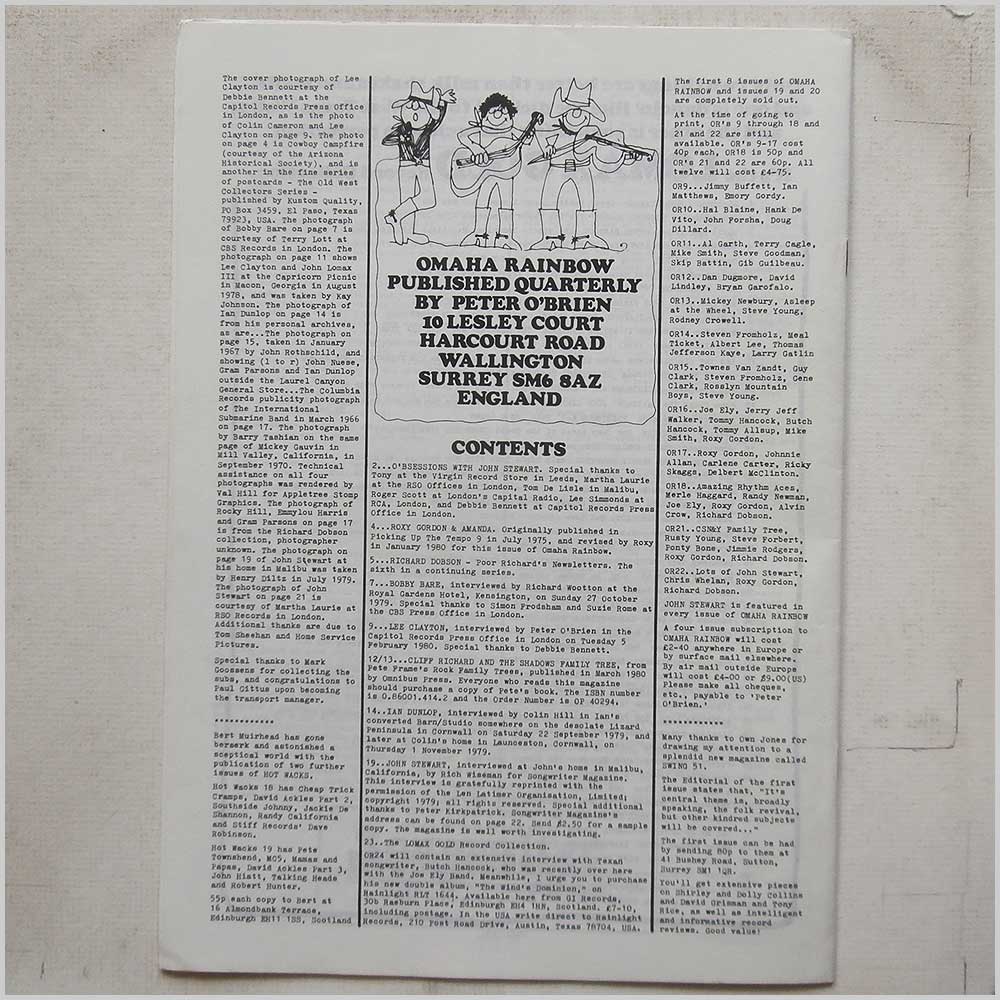 The cover photograph of Lee
Clayton is courtesy of
Debbie Bennett at the
Capitol Records Press Office
in London, as is the photo
of Colin Cameron and Lee
Clayton on page 9. The photo
on page 4 is Cowboy Campfire
(courtesy of the Arizona
Historical Society), and is
another in the fine series
of postcards - The Old West
Collectors Series -
published by Kustom Quality,
PO Box 3459, El Paso, Texas
79923, USA. The photograph
of Bobby Bare on page 7 is
courtesy of Terry Lott at
CBS Records in London. The
photograph on page 11 shows
Lee Clayton and John Lomax
III at the Capricorn Picnic
in Macon, Georgia in August
1978, and was taken by Kay
Johnson. The photograph of
Ian Dunlop on page 14 is
from his personal archives,
as are...The photograph on
page 15, taken in January
1967 by John Rothschild, and
showing (l to r) John Nuese,
Gram Parsons and Ian Dunlop
outside the Laurel Canyon
General Store...The Columbia
Records publicity photograph
of The International
Submarine Band in March 1966
on page 17. The photograph
by Barry Tashian on the same
page of Mickey Gauvin in
Mill Valley, California, in
September 1970. Technical
assistance on all four
photographs was rendered by
Val Hill for Appletree Stomp
Graphics. The photograph of
Rocky Hill, Emmylou Harris
and Gram Parsons on page 17
is from the Richard Dobson
collection, photographer
unknown. The photograph on
page 19 of John Stewart at
his home in Malibu was taken
by Henry Diltz in July 1979.
The photograph of John
Stewart on page 21 is
courtesy of Martha Laurie at
RSO Records in London.
Additional thanks are due to
Tom Sheehan and Home Service
Pictures.
Special thanks to Mark
Goossens for collecting the
subs, and congratulations to
Paul Gittus upon becoming
the transport manager.
************
Bert Muirhead has gone
berserk and astonished a
sceptical world with the
publication of two further
issues of HOT WACKS.
Hot Wacks 18 has Cheap Trick
Cramps, David Ackles Part 2,
Southside Johnny, Jackie De
Shannon, Randy California
and Stiff Records' Dave
Robinson.
Hot Wacks 19 has Pete
Townshend, MC5, Mamas and
Papas, David Ackles Part 3,
John Hiatt, Talking Heads
and Robert Hunter.
55p each copy to Bert at
16 Almondbank Terrace,
Edinburgh EH11 1SS, Scotland
OMAHA RAINBOW
PUBLISHED QUARTERLY
BY PETER O'BRIEN
10 LESLEY COURT
HARCOURT ROAD
WALLINGTON
SURREY SM6 8AZ
ENGLAND
CONTENTS
2...O'BSESSIONS WITH JOHN STEWART. Special thanks to
Tony at the Virgin Record Store in Leeds, Martha Laurie
at the RSO Offices in London, Tom De Lisle in Malibu,
Roger Scott at London's Capital Radio, Lee Simmonds at
RCA, London, and Debbie Bennett at Capitol Records Press
Office in London.
4...ROXY GORDON & AMANDA. Originally published in
Picking Up The Tempo 9 in July 1975, and revised by Roxy
in January 1980 for this issue of Omaha Rainbow.
5...RICHARD DOBSON - Poor Richard's Newsletters. The
sixth in a continuing series.
7...BOBBY BARE, interviewed by Richard Wootton at the
Royal Gardens Hotel, Kensington, on Sunday 27 October
1979. Special thanks to Simon Frodsham and Suzie Rome at
the CBS Press Office in London.
9...LEE CLAYTON, interviewed by Peter O'Brien in the
Capitol Records Press Office in London on Tuesday 5
February 1980. Special thanks to Debbie Bennett.
12/13...CLIFF RICHARD AND THE SHADOWS FAMILY TREE, from
Pete Frame's Rock Family Trees, published in March 1980
by Omnibus Press. Everyone who reads this magazine
should purchase a copy of Pete's book. The ISBN number
is 0.86001.414.2 and the Order Number is OP 40294.
14...IAN DUNLOP, interviewed by Colin Hill in Ian's
converted Barn/Studio somewhere on the desolate Lizard
Peninsula in Cornwall on Saturday 22 September 1979, and
later at Colin's home in Launceston, Cornwall, on
Thursday 1 November 1979.
19...JOHN STEWART, interviewed at John's home in Malibu,
California, by Rich Wiseman for Songwriter Magazine.
This interview is gratefully reprinted with the
permission of the Len Latimer Organisation, Limited;
copyright 1979; all rights reserved. Special additional
thanks to Peter Kirkpatrick. Songwriter Magazine's
address can be found on page 22. Send $2.50 for a sample
copy. The magazine is well worth investigating.
23...The LOMAX GOLD Record Collection.
OR24 will contain an extensive interview with Texan
songwriter, Butch Hancock, who was recently over here
with the Joe Ely Band. Meanwhile, I urge you to purchase
his new double album, "The Wind's Dominion," on
Rainlight RLT 1644. Available here from GI Records,
30b Raeburn Place, Edinburgh EH4 1HN, Scotland. £7-10,
including postage. In the USA write direct to Rainlight
Records, 210 Post Road Drive, Austin, Texas 78704, USA.
The first 8 issues of OMAHA
RAINBOW and issues 19 and 20
are completely sold out.
At the time of going to
print, OR's 9 through 18 and
21 and 22 are still
available. OR's 9-17 cost
40p each, OR18 is 50p and
OR's 21 and 22 are 60p. All
twelve will cost £4-75.
OR9...Jimmy Buffett, Ian
Matthews, Emory Gordy.
OR10..Hal Blaine, Hank De
Vito, John Forsha, Doug
Dillard.
OR11..Al Garth, Terry Cagle,
Mike Smith, Steve Goodman,
Skip Battin, Gib Guilbeau.
OR12..Dan Dugmore, David
Lindley, Bryan Garofalo.
OR13..Mickey Newbury, Asleep
at the Wheel, Steve Young,
Rodney Crowell.
OR14..Steven Fromholz, Meal
Ticket, Albert Lee, Thomas
Jefferson Kaye, Larry Gatlin
OR15..Townes Van Zandt, Guy
Clark, Steven Fromholz, Gene
Clark, Rosslyn Mountain
Boys, Steve Young.
OR16..Joe Ely, Jerry Jeff
Walker, Tommy Hancock, Butch
Hancock, Tommy Allsup, Mike
Smith, Roxy Gordon.
OR17..Roxy Gordon, Johnnie
Allan, Carlene Carter, Ricky
Skaggs, Delbert McClinton.
OR18..Amazing Rhythm Aces,
Merle Haggard, Randy Newman,
Joe Ely, Roxy Gordon, Alvin
Crow, Richard Dobson.
OR21..CSN&Y Family Tree,
Rusty Young, Steve Forbert,
Ponty Bone, Jimmie Rodgers,
Roxy Gordon, Richard Dobson.
OR22..Lots of John Stewart,
Chris Whelan, Roxy Gordon,
Richard Dobson.
JOHN STEWART is featured in
every issue of OMAHA RAINBOW
A four issue subscription to
OMAHA RAINBOW will cost
£2-40 anywhere in Europe or
by surface mail elsewhere.
By air mail outside Europe
will cost £4-00 or $9.00(US)
Please make all cheques,
etc., payable to 'Peter
O'Brien.'
************
Many thanks to Own Jones for
drawing my attention to a
splendid new magazine called
SWING 51.
The Editorial of the first
issue states that, "It's
central theme is, broadly
speaking, the folk revival,
but other kindred subjects
will be covered..."
The first issue can be had
by sending 80p to them at
41 Bushey Road, Sutton,
Surrey SM1 1QR.
You'll get extensive pieces
on Shirley and Dolly Collins
and David Grisman and Tony
Rice, as well as intelligent
and informative record
reviews. Good value!